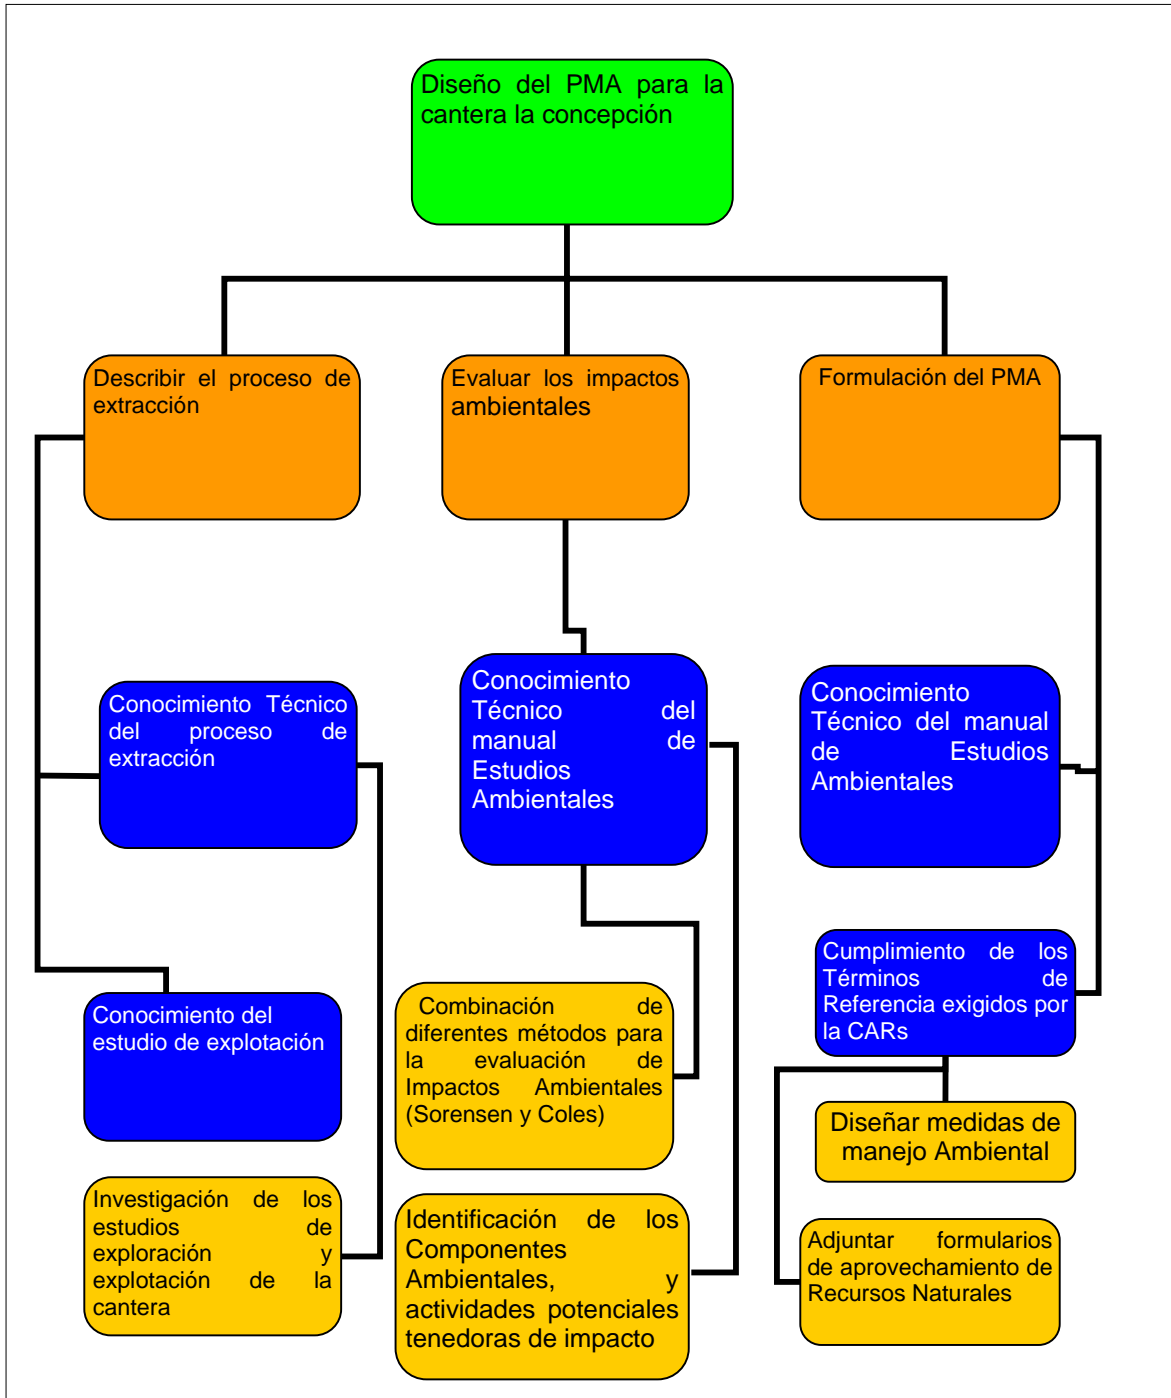 Diseño del PMA para la
cantera la concepción
Describir el proceso de
extracción
Evaluar los impactos
ambientales
Formulación del PMA
Conocimiento Técnico
del proceso de
extracción
Conocimiento
Técnico del
manual de
Estudios
Ambientales
Conocimiento
Técnico del manual
de Estudios
Ambientales
Conocimiento del
estudio de explotación
Combinación de
diferentes métodos para
la evaluación de
Impactos Ambientales
(Sorensen y Coles)
Cumplimiento de los
Términos de
Referencia exigidos por
la CARs
Diseñar medidas de
manejo Ambiental
Investigación de los
estudios de
exploración y
explotación de la
cantera
Identificación de los
Componentes
Ambientales, y
actividades potenciales
tenedoras de impacto
Adjuntar formularios
de aprovechamiento de
Recursos Naturales